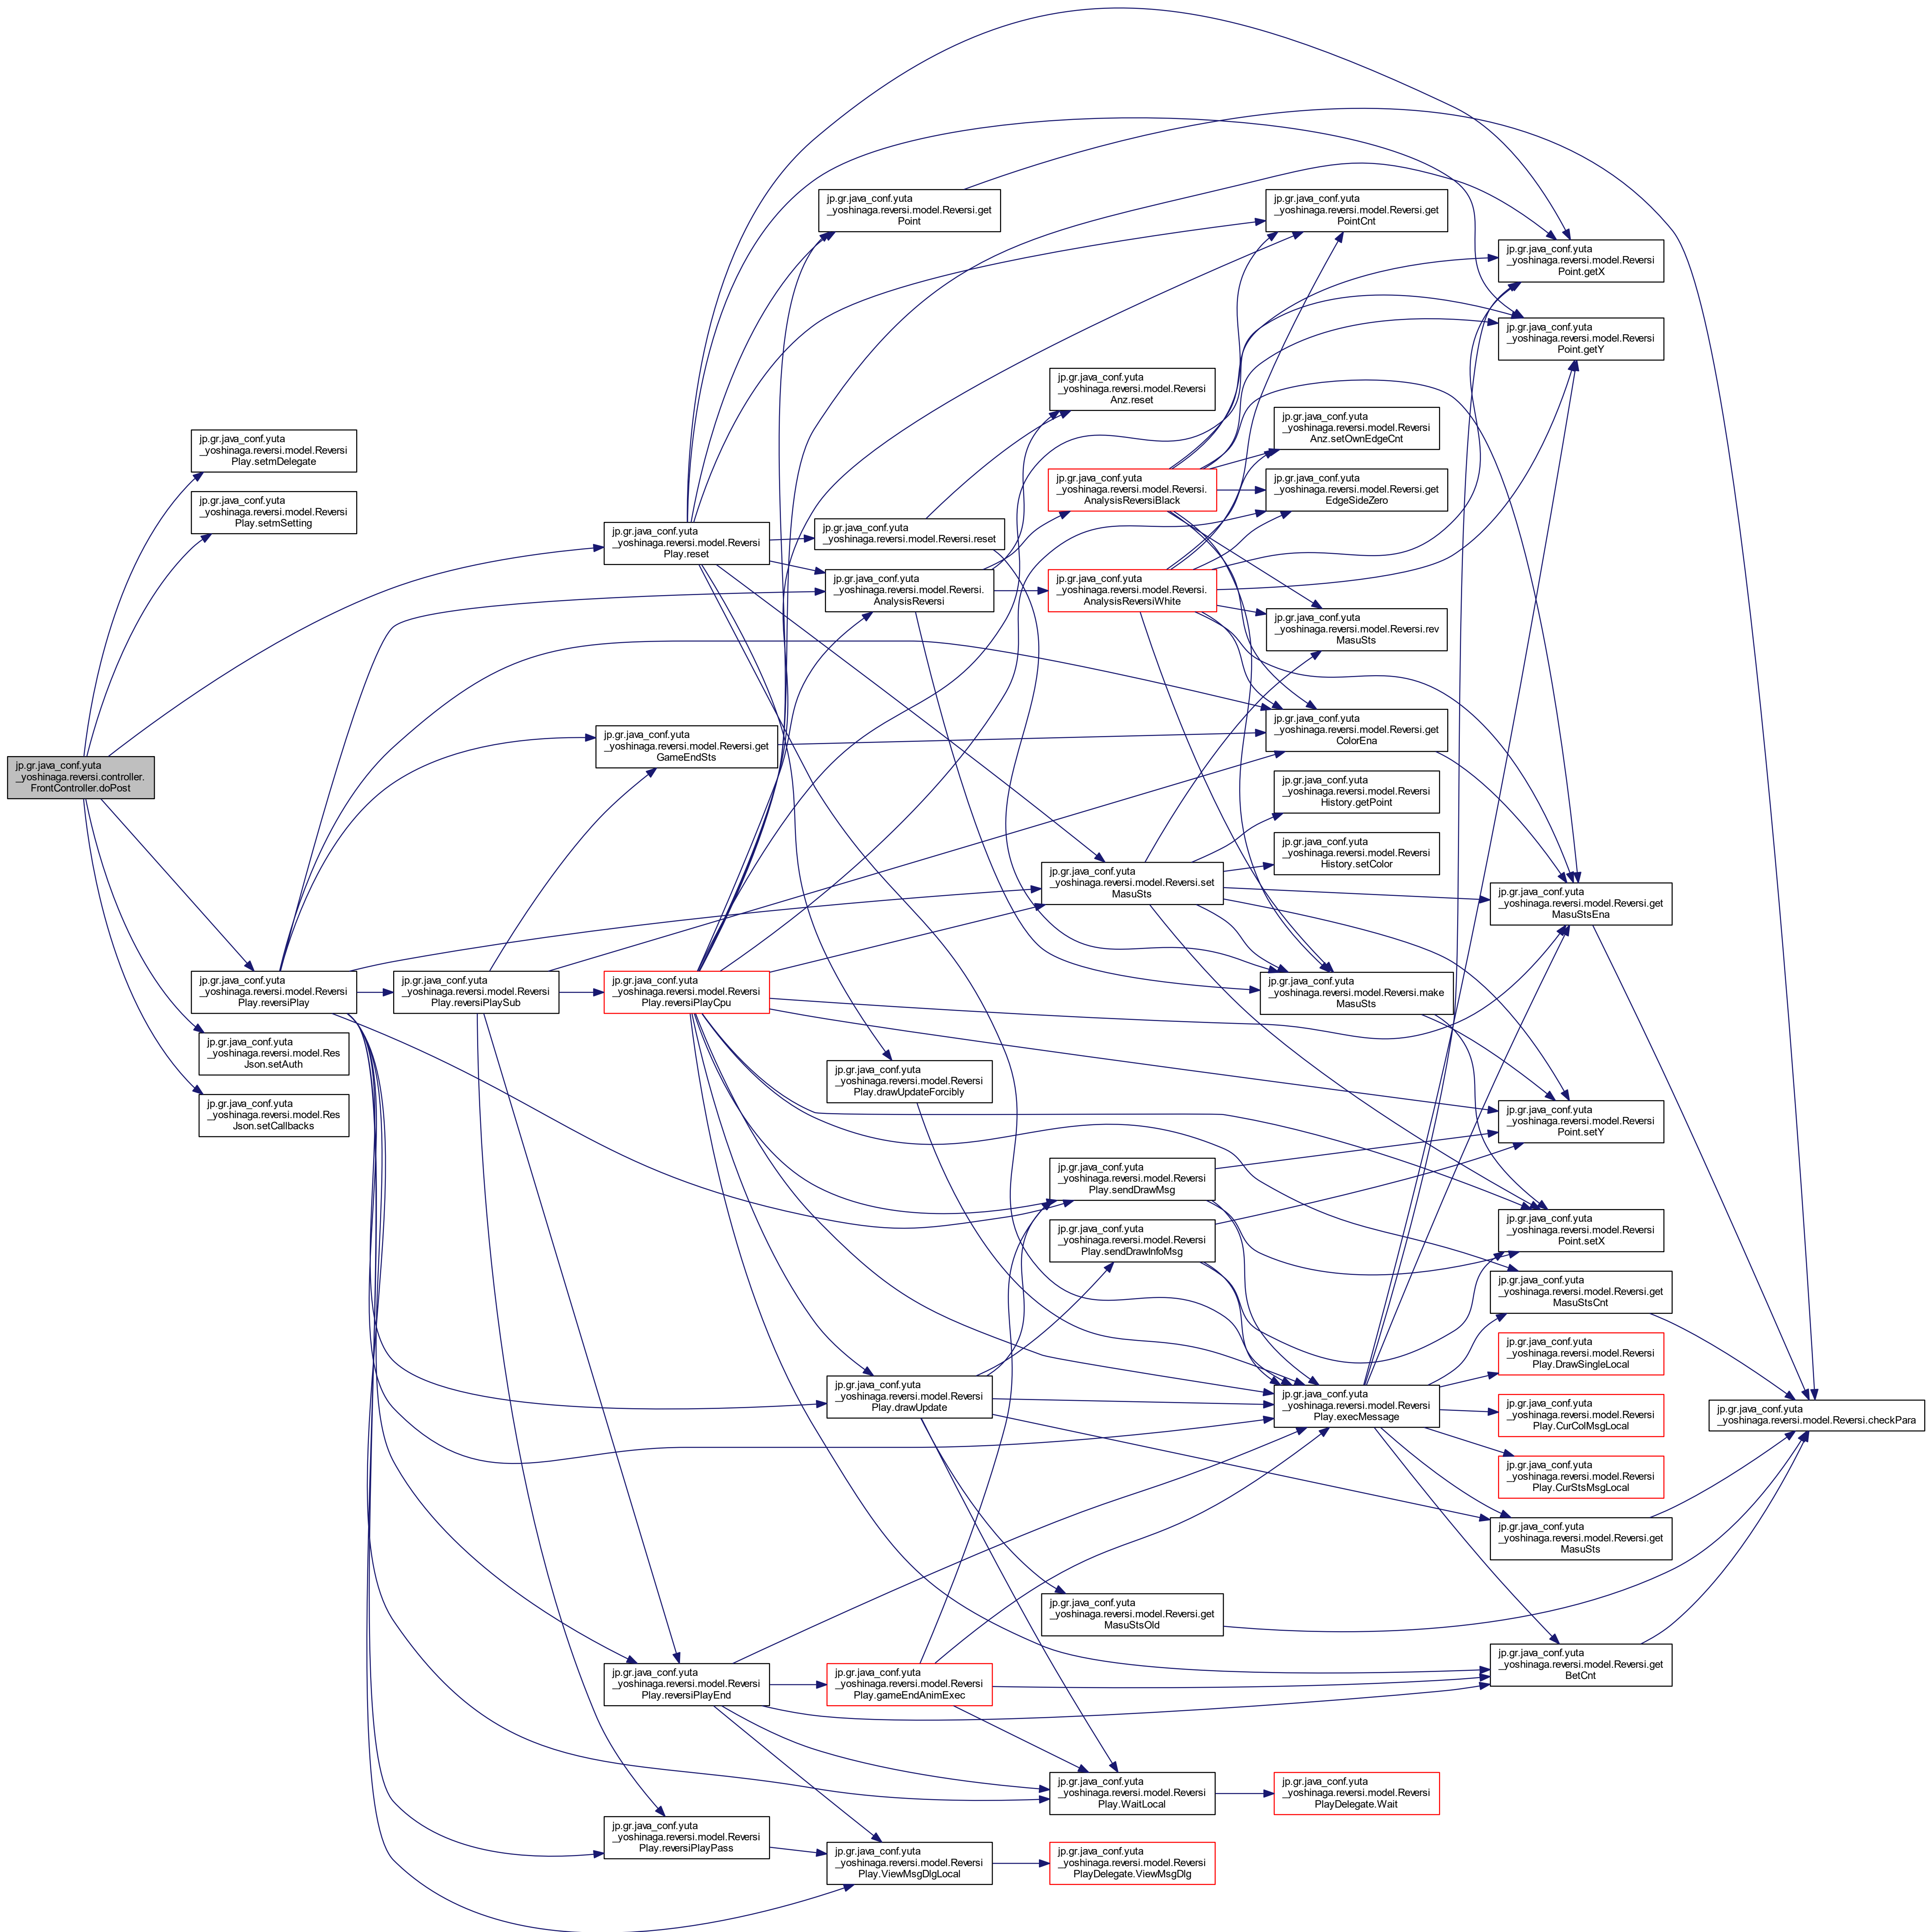 jp.gr.java_conf.yuta
_yoshinaga.reversi.controller.
FrontController.doPost
jp.gr.java_conf.yuta
_yoshinaga.reversi.model.Reversi
Play.setmDelegate
jp.gr.java_conf.yuta
_yoshinaga.reversi.model.Reversi
Play.setmSetting
jp.gr.java_conf.yuta
_yoshinaga.reversi.model.Reversi
Play.reversiPlay
jp.gr.java_conf.yuta
_yoshinaga.reversi.model.Res
Json.setAuth
jp.gr.java_conf.yuta
_yoshinaga.reversi.model.Res
Json.setCallbacks
jp.gr.java_conf.yuta
_yoshinaga.reversi.model.Reversi
Play.reversiPlaySub
jp.gr.java_conf.yuta
_yoshinaga.reversi.model.Reversi
Play.reset
jp.gr.java_conf.yuta
_yoshinaga.reversi.model.Reversi.get
GameEndSts
jp.gr.java_conf.yuta
_yoshinaga.reversi.model.Reversi
Play.reversiPlayCpu
jp.gr.java_conf.yuta
_yoshinaga.reversi.model.Reversi
Play.reversiPlayEnd
jp.gr.java_conf.yuta
_yoshinaga.reversi.model.Reversi
Play.reversiPlayPass
jp.gr.java_conf.yuta
_yoshinaga.reversi.model.Reversi.get
Point
jp.gr.java_conf.yuta
_yoshinaga.reversi.model.Reversi.reset
jp.gr.java_conf.yuta
_yoshinaga.reversi.model.Reversi.
AnalysisReversi
jp.gr.java_conf.yuta
_yoshinaga.reversi.model.Reversi
Play.drawUpdateForcibly
jp.gr.java_conf.yuta
_yoshinaga.reversi.model.Reversi
Play.drawUpdate
jp.gr.java_conf.yuta
_yoshinaga.reversi.model.Reversi
Play.gameEndAnimExec
jp.gr.java_conf.yuta
_yoshinaga.reversi.model.Reversi
Play.ViewMsgDlgLocal
jp.gr.java_conf.yuta
_yoshinaga.reversi.model.Reversi
Anz.reset
jp.gr.java_conf.yuta
_yoshinaga.reversi.model.Reversi.
AnalysisReversiBlack
jp.gr.java_conf.yuta
_yoshinaga.reversi.model.Reversi.
AnalysisReversiWhite
jp.gr.java_conf.yuta
_yoshinaga.reversi.model.Reversi.set
MasuSts
jp.gr.java_conf.yuta
_yoshinaga.reversi.model.Reversi
Play.sendDrawMsg
jp.gr.java_conf.yuta
_yoshinaga.reversi.model.Reversi
Play.sendDrawInfoMsg
jp.gr.java_conf.yuta
_yoshinaga.reversi.model.Reversi.get
MasuStsOld
jp.gr.java_conf.yuta
_yoshinaga.reversi.model.Reversi
Play.WaitLocal
jp.gr.java_conf.yuta
_yoshinaga.reversi.model.Reversi
PlayDelegate.ViewMsgDlg
jp.gr.java_conf.yuta
_yoshinaga.reversi.model.Reversi.get
PointCnt
jp.gr.java_conf.yuta
_yoshinaga.reversi.model.Reversi
Anz.setOwnEdgeCnt
jp.gr.java_conf.yuta
_yoshinaga.reversi.model.Reversi.get
EdgeSideZero
jp.gr.java_conf.yuta
_yoshinaga.reversi.model.Reversi.rev
MasuSts
jp.gr.java_conf.yuta
_yoshinaga.reversi.model.Reversi.get
ColorEna
jp.gr.java_conf.yuta
_yoshinaga.reversi.model.Reversi
History.getPoint
jp.gr.java_conf.yuta
_yoshinaga.reversi.model.Reversi
History.setColor
jp.gr.java_conf.yuta
_yoshinaga.reversi.model.Reversi.make
MasuSts
jp.gr.java_conf.yuta
_yoshinaga.reversi.model.Reversi
Play.execMessage
jp.gr.java_conf.yuta
_yoshinaga.reversi.model.Reversi
PlayDelegate.Wait
jp.gr.java_conf.yuta
_yoshinaga.reversi.model.Reversi
Point.getX
jp.gr.java_conf.yuta
_yoshinaga.reversi.model.Reversi
Point.getY
jp.gr.java_conf.yuta
_yoshinaga.reversi.model.Reversi.get
MasuStsEna
jp.gr.java_conf.yuta
_yoshinaga.reversi.model.Reversi
Point.setY
jp.gr.java_conf.yuta
_yoshinaga.reversi.model.Reversi
Point.setX
jp.gr.java_conf.yuta
_yoshinaga.reversi.model.Reversi.get
MasuStsCnt
jp.gr.java_conf.yuta
_yoshinaga.reversi.model.Reversi
Play.DrawSingleLocal
jp.gr.java_conf.yuta
_yoshinaga.reversi.model.Reversi
Play.CurColMsgLocal
jp.gr.java_conf.yuta
_yoshinaga.reversi.model.Reversi
Play.CurStsMsgLocal
jp.gr.java_conf.yuta
_yoshinaga.reversi.model.Reversi.get
MasuSts
jp.gr.java_conf.yuta
_yoshinaga.reversi.model.Reversi.get
BetCnt
jp.gr.java_conf.yuta
_yoshinaga.reversi.model.Reversi.checkPara